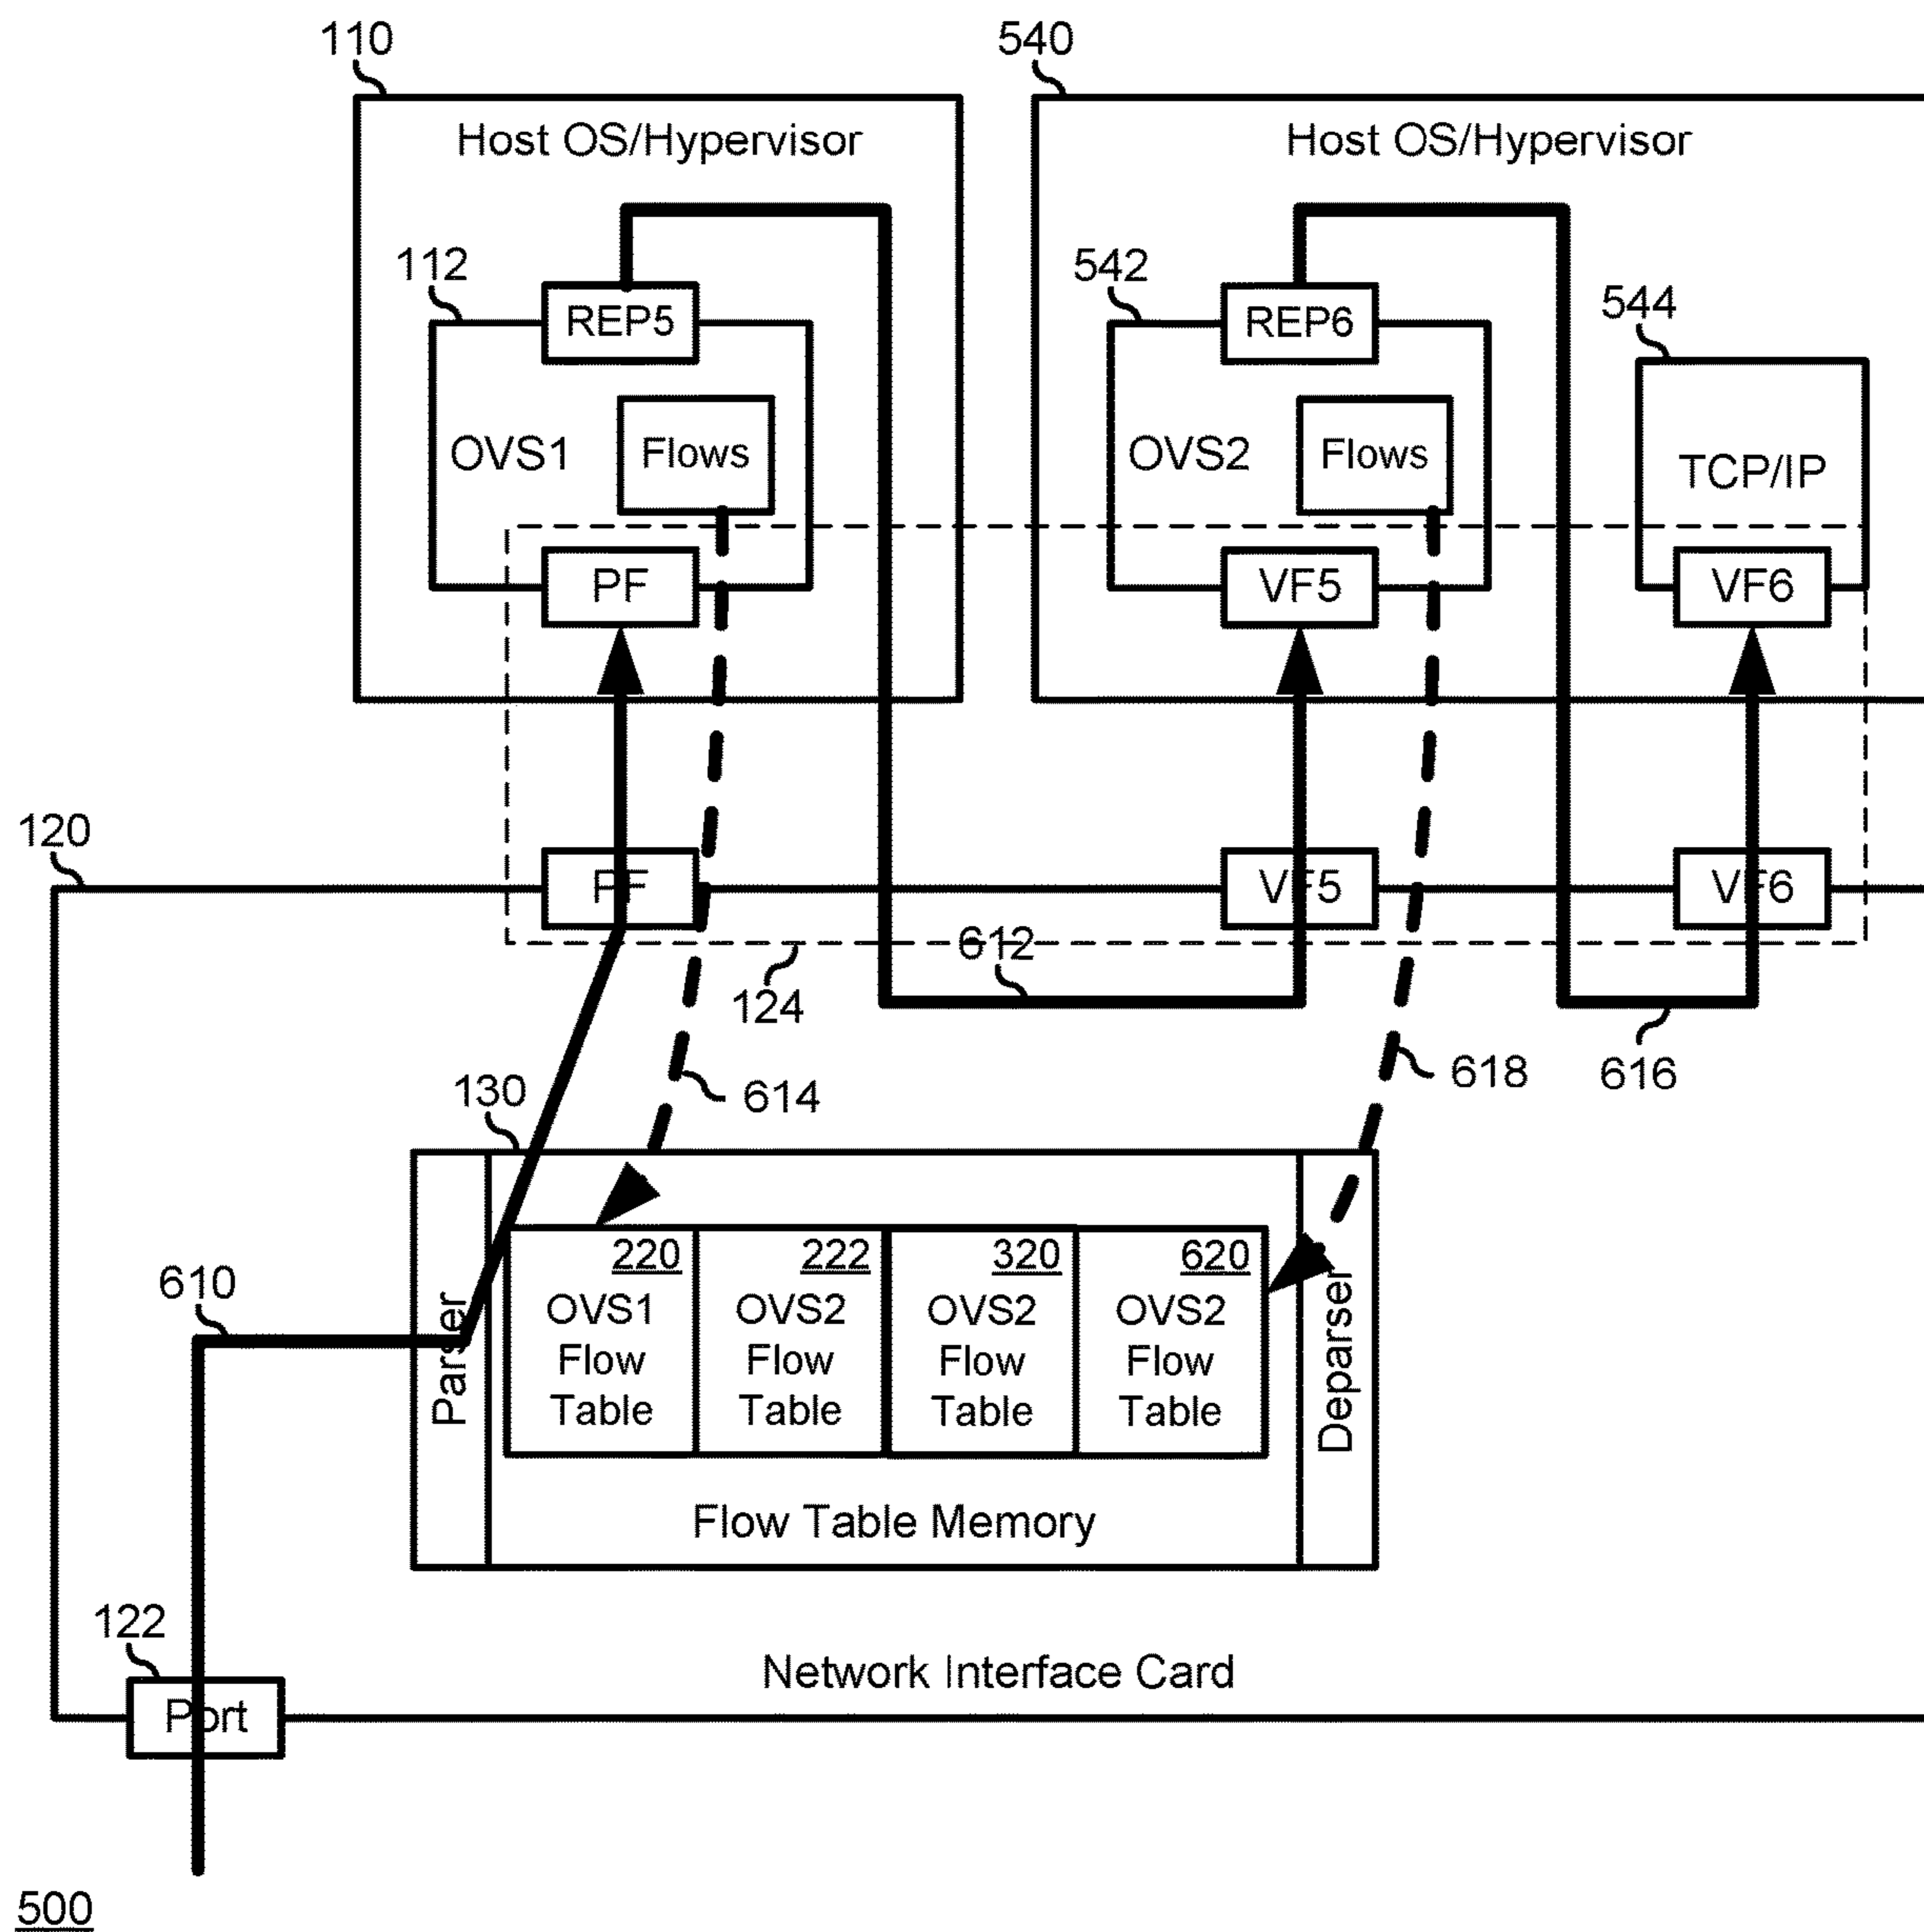 110
540
Host OS/Hypervisor
Host OS/Hypervisor
112
542
544
REP5
REP6
OVS1
Flows
OVS2
Flows
TCP/IP
PF
VF5
VF6
120
PF
VF5
VF6
612
124
130
614
618
616
220
222
320
620
610
Parser
OVS1
Flow
Table
OVS2
Flow
Table
OVS2
Flow
Table
OVS2
Flow
Table
Deparser
Flow Table Memory
122
Network Interface Card
Port
500